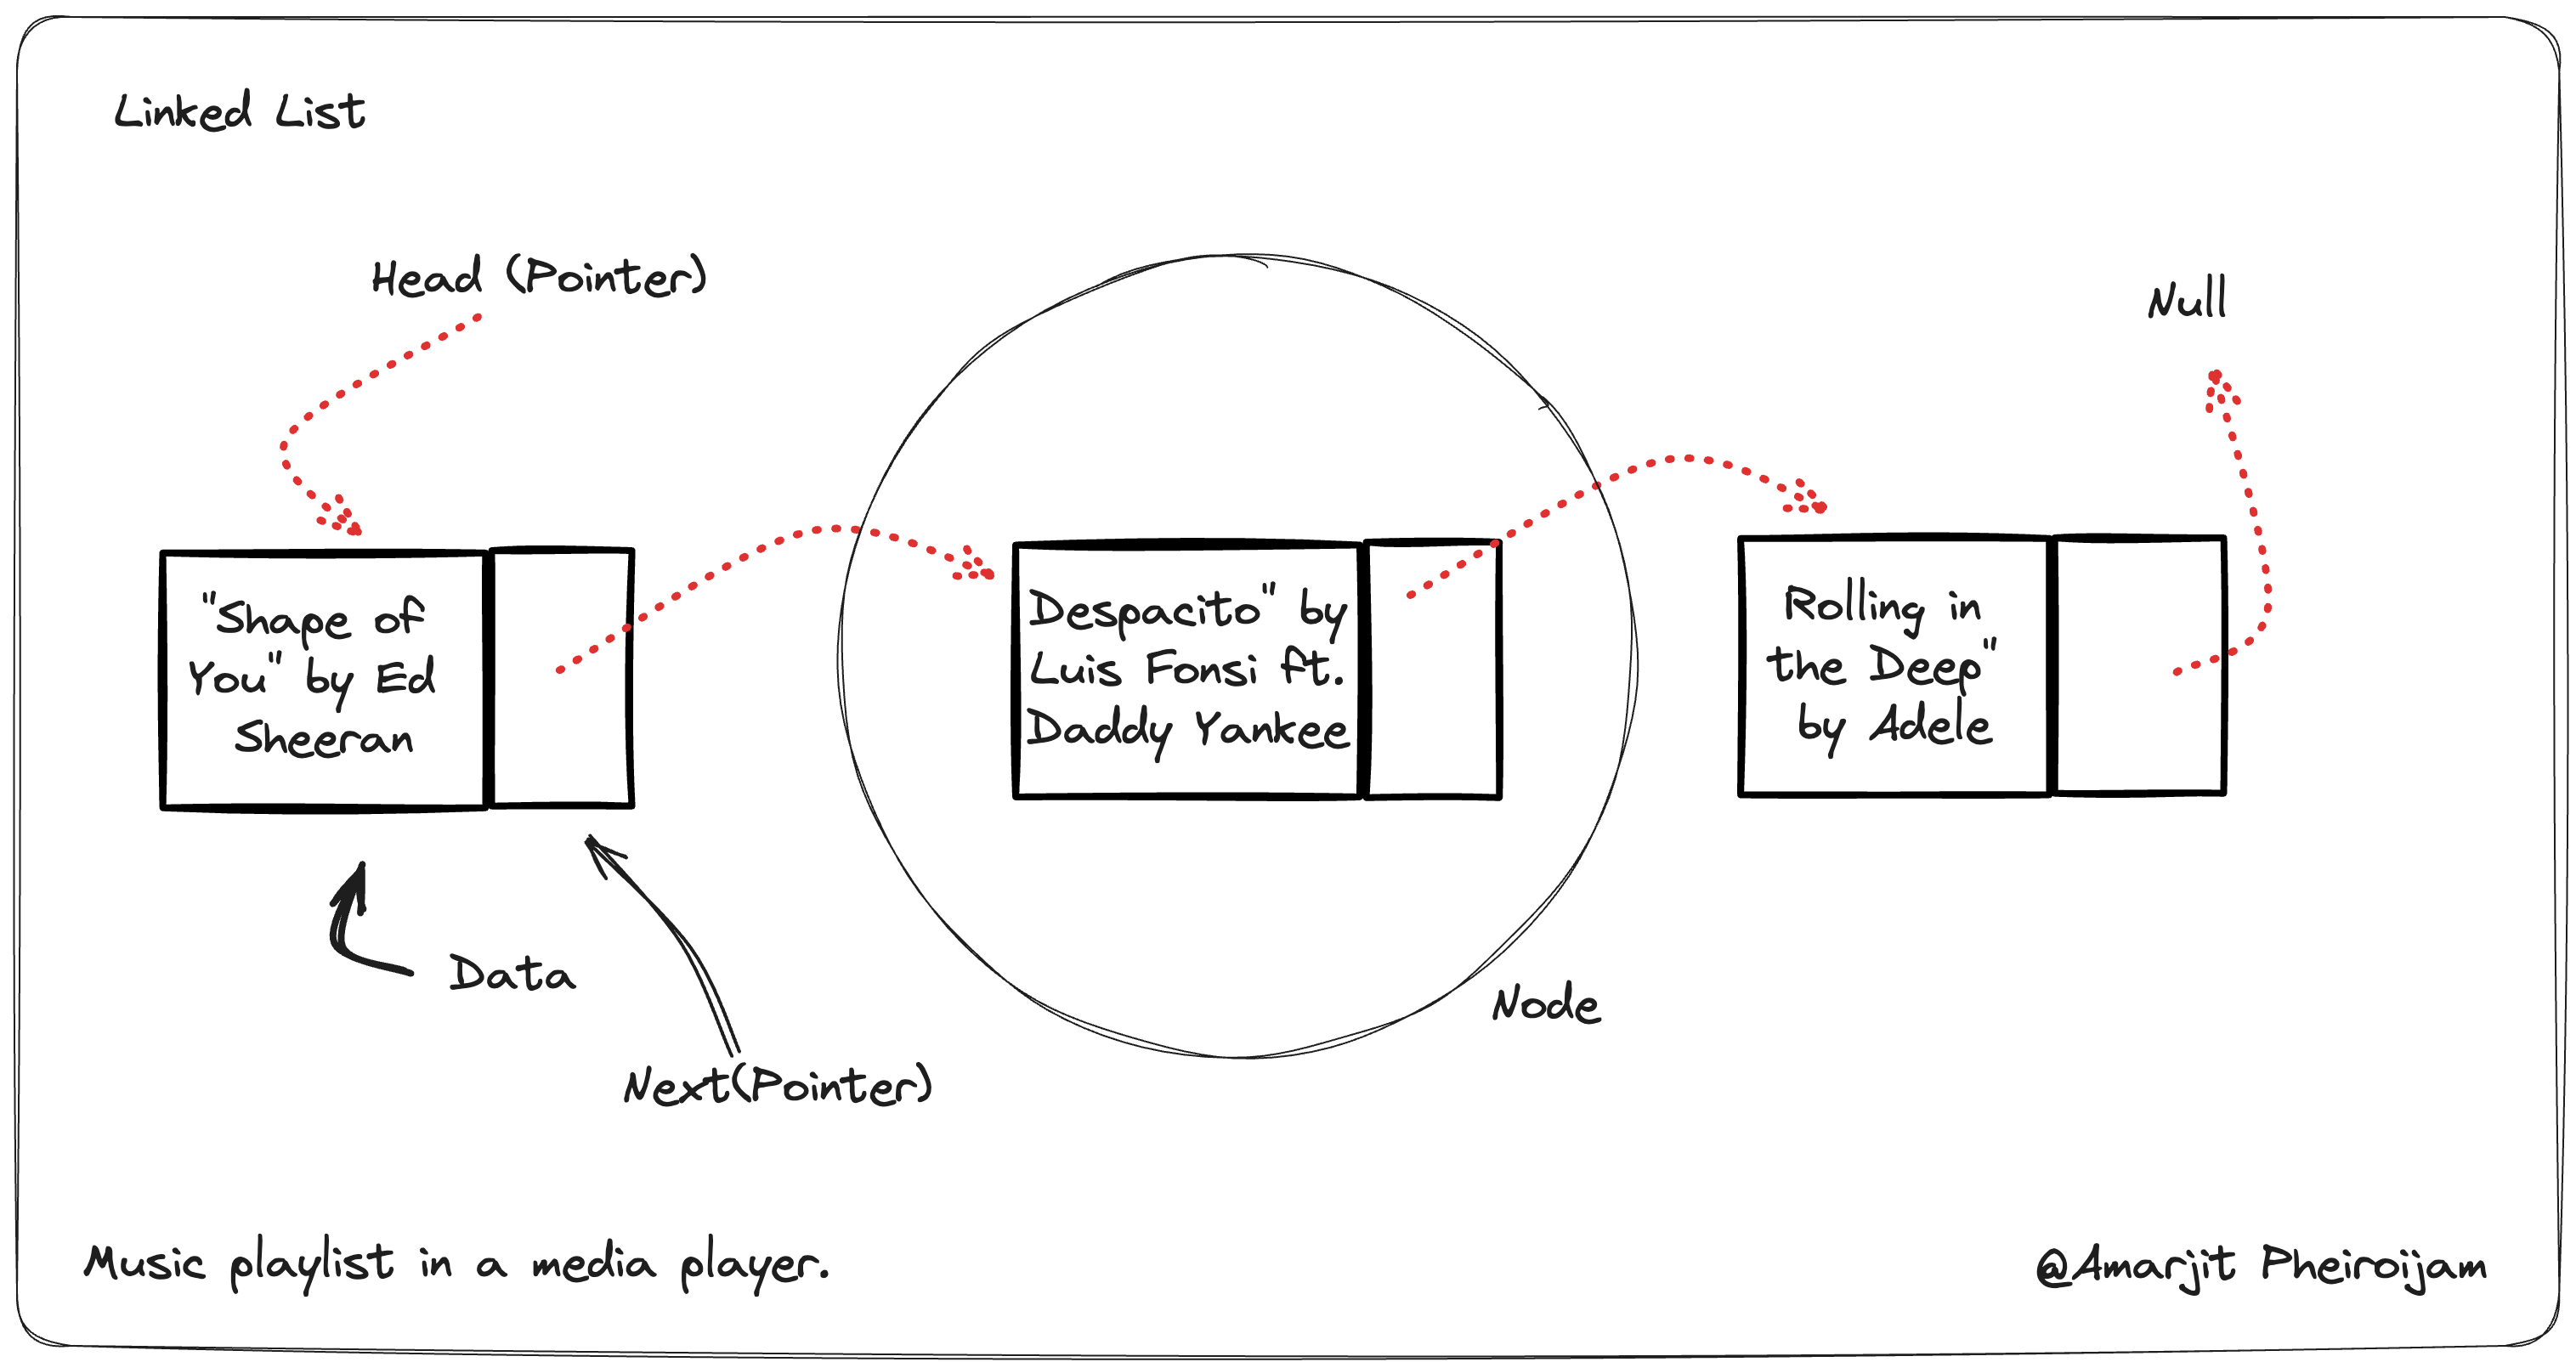 Linked List
Head (Pointer)
Null
"Shape of
You" by Ed
Sheeran
Despacito" by
Luis Fonsi ft.
Daddy Yankee
Rolling in
the Deep"
by Adele
Data
Next(Pointer)
Node
Music playlist in a media player.
@Amarjit Pheiroijam